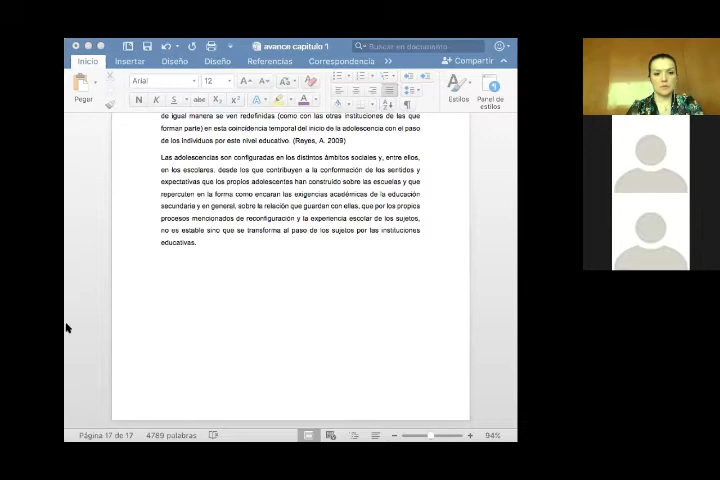 avance capítulo 1
Buscar en documento
Inicio Insertar Diseño Diseño Referencias Correspondencia >> Compartir
Pegar
Arial 12
Estilos
Panel de estilos
N K S abc X₂ X² A A
de igual manera se ven redefinidas (como con las otras instituciones de las que
forman parte) en esta coincidencia temporal del inicio de la adolescencia con el paso
de los individuos por este nivel educativo. (Reyes, A. 2009)
Las adolescencias son configuradas en los distintos ámbitos sociales y, entre ellos,
en los escolares, desde los que contribuyen a la conformación de los sentidos y
expectativas que los propios adolescentes han construido sobre las escuelas y que
repercuten en la forma como encaran las exigencias académicas de la educación
secundaria y en general, sobre la relación que guardan con ellas, que por los propios
procesos mencionados de reconfiguración y la experiencia escolar de los sujetos,
no es estable sino que se transforma al paso de los sujetos por las instituciones
educativas.
Página 17 de 17 4789 palabras 94%